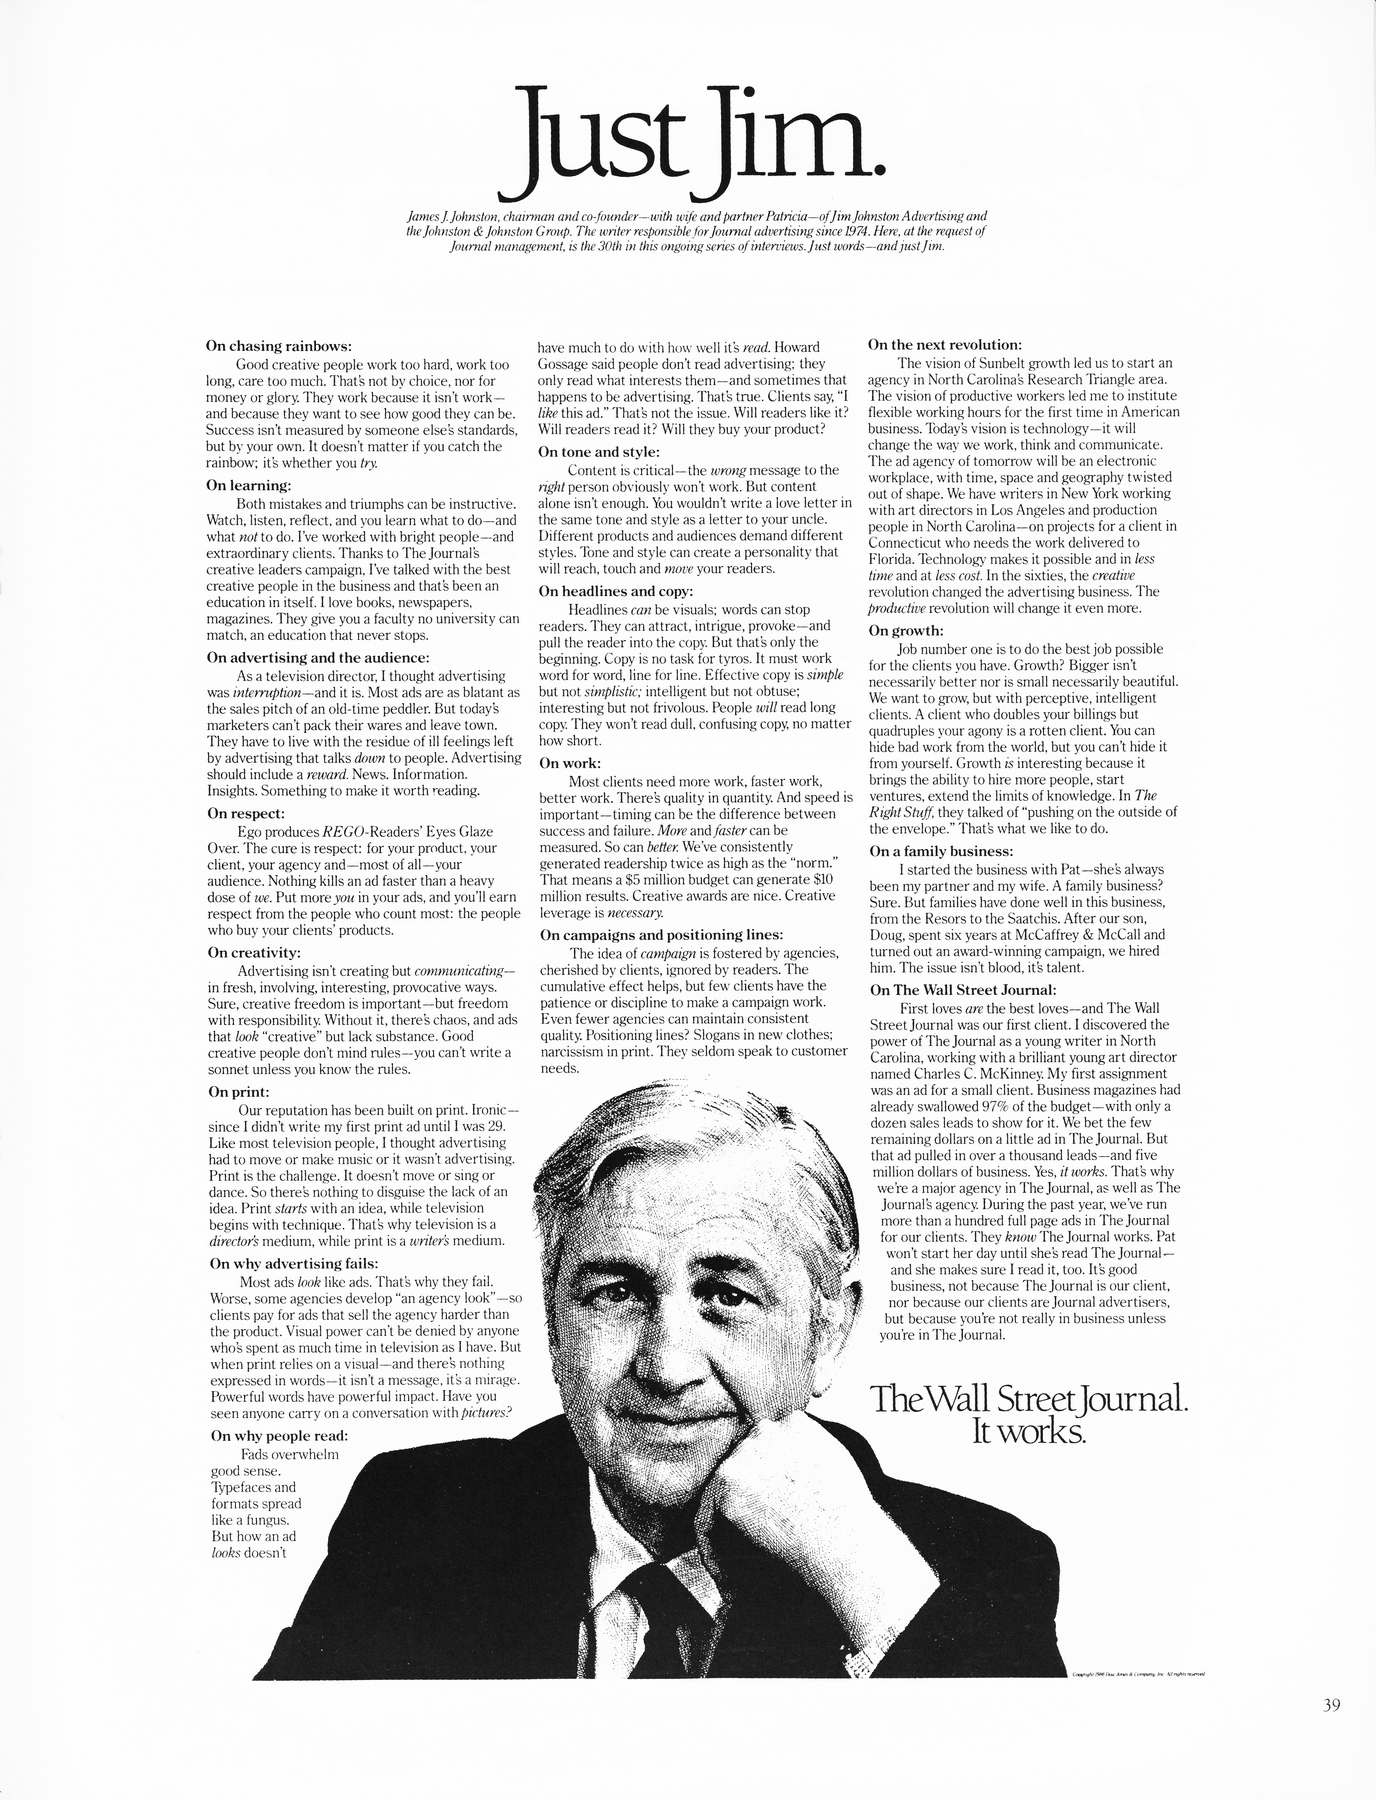 Just Jim.
James J. Johnston, chairman and co-founder—with wife and partner Patricia—of Jim Johnston Advertising and
the Johnston & Johnston Group. The writer responsible for Journal advertising since 1974. Here, at the request of
Journal management, is the 30th in this ongoing series of interviews. Just words—and just Jim.
On chasing rainbows:
Good creative people work too hard, work too
long, care too much. That's not by choice, nor for
money or glory. They work because it isn't work—
and because they want to see how good they can be.
Success isn't measured by someone else's standards,
but by your own. It doesn't matter if you catch the
rainbow; it's whether you try.
On learning:
Both mistakes and triumphs can be instructive.
Watch, listen, reflect, and you learn what to do—and
what not to do. I've worked with bright people—and
extraordinary clients. Thanks to The Journal's
creative leaders campaign, I've talked with the best
creative people in the business and that's been an
education in itself. I love books, newspapers,
magazines. They give you a faculty no university can
match, an education that never stops.
On advertising and the audience:
As a television director, I thought advertising
was interruption—and it is. Most ads are as blatant as
the sales pitch of an old-time peddler. But today's
marketers can't pack their wares and leave town.
They have to live with the residue of ill feelings left
by advertising that talks down to people. Advertising
should include a reward. News. Information.
Insights. Something to make it worth reading.
On respect:
Ego produces REGO-Readers' Eyes Glaze
Over. The cure is respect: for your product, your
client, your agency and—most of all—your
audience. Nothing kills an ad faster than a heavy
dose of we. Put more you in your ads, and you'll earn
respect from the people who count most: the people
who buy your clients' products.
On creativity:
Advertising isn't creating but communicating—
in fresh, involving, interesting, provocative ways.
Sure, creative freedom is important—but freedom
with responsibility. Without it, there's chaos, and ads
that look "creative" but lack substance. Good
creative people don't mind rules—you can't write a
sonnet unless you know the rules.
On print:
Our reputation has been built on print. Ironic—
since I didn't write my first print ad until I was 29.
Like most television people, I thought advertising
had to move or make music or it wasn't advertising.
Print is the challenge. It doesn't move or sing or
dance. So there's nothing to disguise the lack of an
idea. Print starts with an idea, while television
begins with technique. That's why television is a
director's medium, while print is a writer's medium.
On why advertising fails:
Most ads look like ads. That's why they fail.
Worse, some agencies develop "an agency look"—so
clients pay for ads that sell the agency harder than
the product. Visual power can't be denied by anyone
who's spent as much time in television as I have. But
when print relies on a visual—and there's nothing
expressed in words—it isn't a message, it's a mirage.
Powerful words have powerful impact. Have you
seen anyone carry on a conversation with pictures?
On why people read:
Fads overwhelm
good sense.
Typefaces and
formats spread
like a fungus.
But how an ad
looks doesn't
have much to do with how well it's read. Howard
Gossage said people don't read advertising; they
only read what interests them—and sometimes that
happens to be advertising. That's true. Clients say, "I
like this ad." That's not the issue. Will readers like it?
Will readers read it? Will they buy your product?
On tone and style:
Content is critical—the wrong message to the
right person obviously won't work. But content
alone isn't enough. You wouldn't write a love letter in
the same tone and style as a letter to your uncle.
Different products and audiences demand different
styles. Tone and style can create a personality that
will reach, touch and move your readers.
On headlines and copy:
Headlines can be visuals; words can stop
readers. They can attract, intrigue, provoke—and
pull the reader into the copy. But that's only the
beginning. Copy is no task for tyros. It must work
word for word, line for line. Effective copy is simple
but not simplistic; intelligent but not obtuse;
interesting but not frivolous. People will read long
copy. They won't read dull, confusing copy, no matter
how short.
On work:
Most clients need more work, faster work,
better work. There's quality in quantity. And speed is
important—timing can be the difference between
success and failure. More and faster can be
measured. So can better. We've consistently
generated readership twice as high as the "norm."
That means a $5 million budget can generate $10
million results. Creative awards are nice. Creative
leverage is necessary.
On campaigns and positioning lines:
The idea of campaign is fostered by agencies,
cherished by clients, ignored by readers. The
cumulative effect helps, but few clients have the
patience or discipline to make a campaign work.
Even fewer agencies can maintain consistent
quality. Positioning lines? Slogans in new clothes;
narcissism in print. They seldom speak to customer
needs.
On the next revolution:
The vision of Sunbelt growth led us to start an
agency in North Carolina's Research Triangle area.
The vision of productive workers led me to institute
flexible working hours for the first time in American
business. Today's vision is technology—it will
change the way we work, think and communicate.
The ad agency of tomorrow will be an electronic
workplace, with time, space and geography twisted
out of shape. We have writers in New York working
with art directors in Los Angeles and production
people in North Carolina—on projects for a client in
Connecticut who needs the work delivered to
Florida. Technology makes it possible and in less
time and at less cost. In the sixties, the creative
revolution changed the advertising business. The
productive revolution will change it even more.
On growth:
Job number one is to do the best job possible
for the clients you have. Growth? Bigger isn't
necessarily better nor is small necessarily beautiful.
We want to grow, but with perceptive, intelligent
clients. A client who doubles your billings but
quadruples your agony is a rotten client. You can
hide bad work from the world, but you can't hide it
from yourself. Growth is interesting because it
brings the ability to hire more people, start
ventures, extend the limits of knowledge. In The
Right Stuff, they talked of "pushing on the outside of
the envelope." That's what we like to do.
On a family business:
I started the business with Pat—she's always
been my partner and my wife. A family business?
Sure. But families have done well in this business,
from the Resors to the Saatchis. After our son,
Doug, spent six years at McCaffrey & McCall and
turned out an award-winning campaign, we hired
him. The issue isn't blood, it's talent.
On The Wall Street Journal:
First loves are the best loves—and The Wall
Street Journal was our first client. I discovered the
power of The Journal as a young writer in North
Carolina, working with a brilliant young art director
named Charles C. McKinney. My first assignment
was an ad for a small client. Business magazines had
already swallowed 97% of the budget—with only a
dozen sales leads to show for it. We bet the few
remaining dollars on a little ad in The Journal. But
that ad pulled in over a thousand leads—and five
million dollars of business. Yes, it works. That's why
we're a major agency in The Journal, as well as The
Journal's agency. During the past year, we've run
more than a hundred full page ads in The Journal
for our clients. They know The Journal works. Pat
won't start her day until she's read The Journal—
and she makes sure I read it, too. It's good
business, not because The Journal is our client,
nor because our clients are Journal advertisers,
but because you're not really in business unless
you're in The Journal.
The Wall Street Journal.
It works.
Copyright 1986 Dow Jones & Company, Inc. All rights reserved.
39